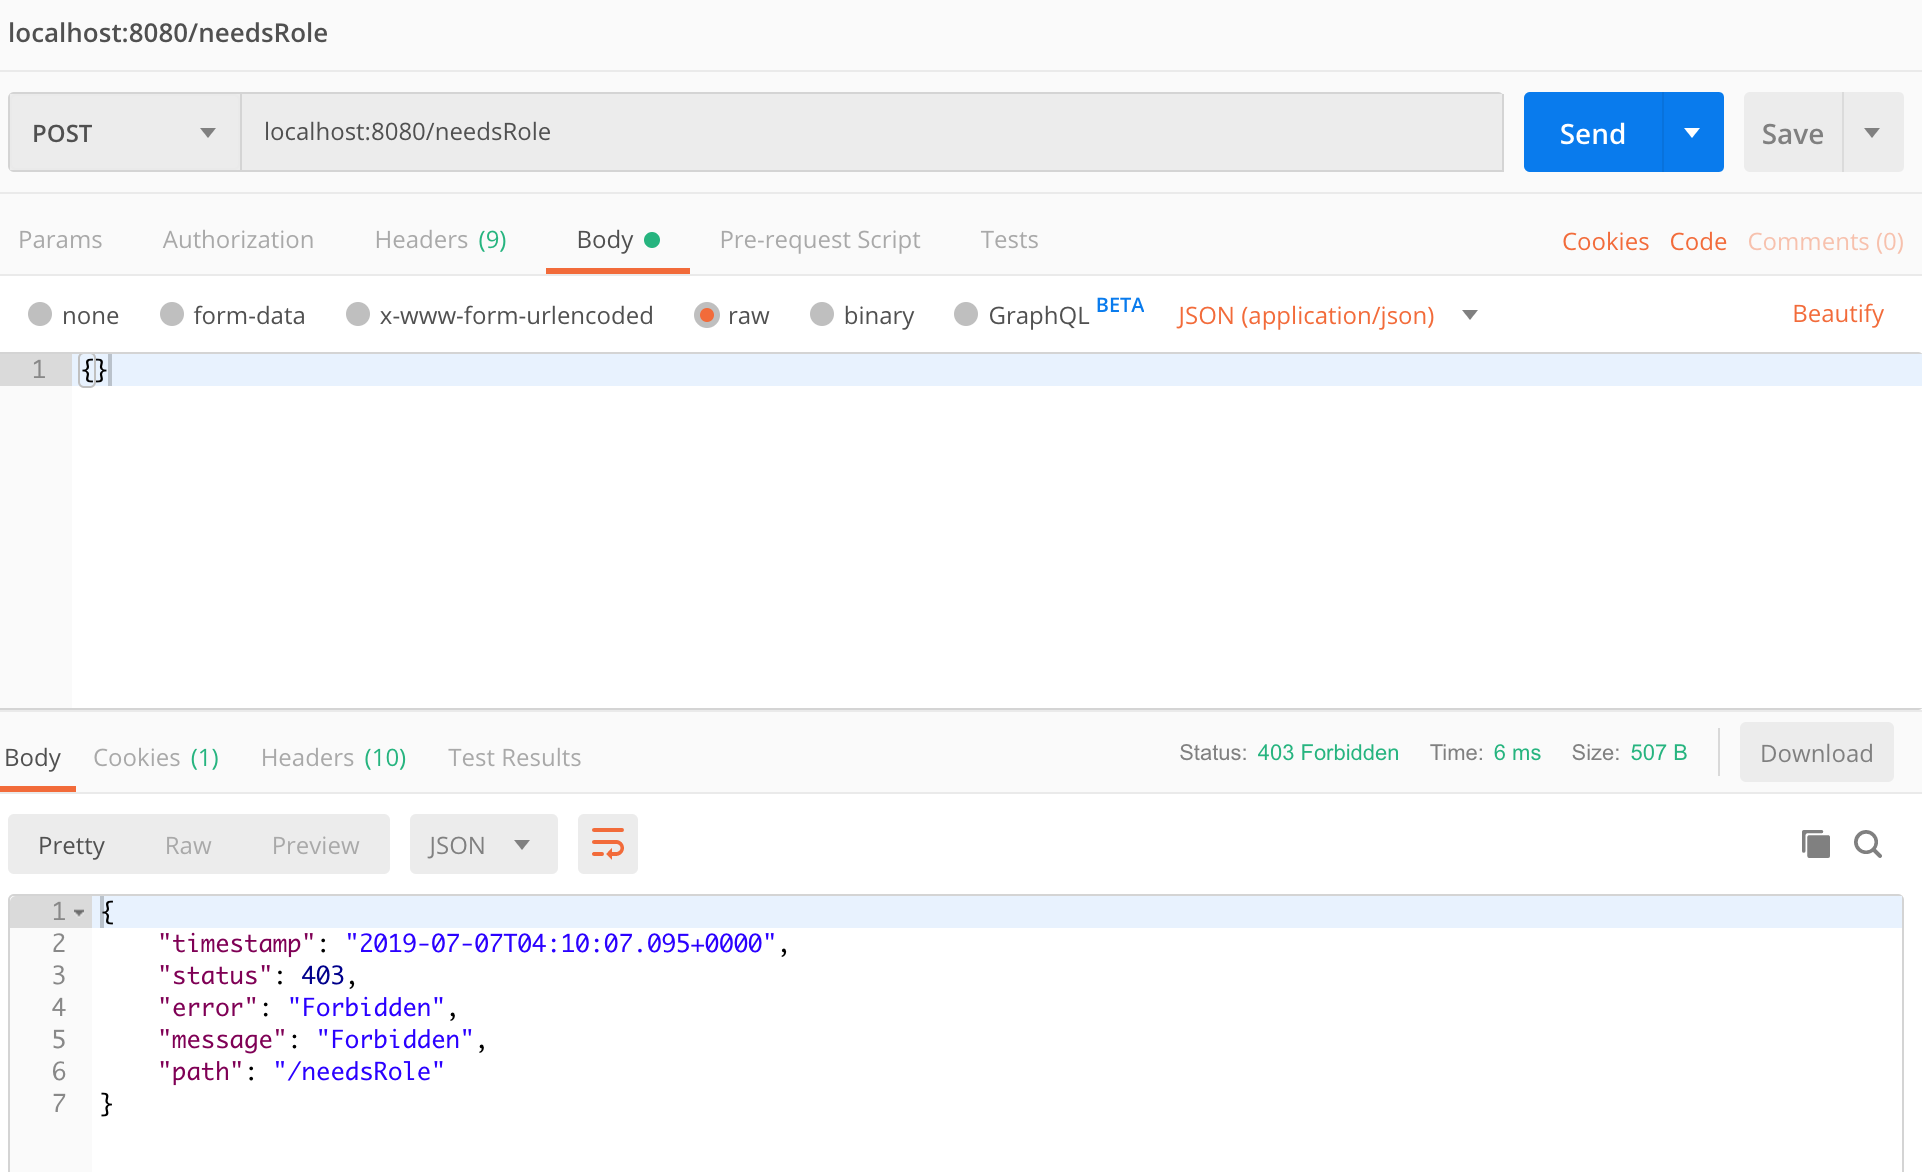 localhost:8080/needsRole
POST localhost:8080/needsRole Send Save
Params Authorization Headers (9) Body Pre-request Script Tests Cookies Code Comments (0)
none form-data x-www-form-urlencoded raw binary GraphQL BETA JSON (application/json) Beautify
1 {}
Body Cookies (1) Headers (10) Test Results Status: 403 Forbidden Time: 6 ms Size: 507 B Download
Pretty Raw Preview JSON
1 {
2 "timestamp": "2019-07-07T04:10:07.095+0000",
3 "status": 403,
4 "error": "Forbidden",
5 "message": "Forbidden",
6 "path": "/needsRole"
7 }